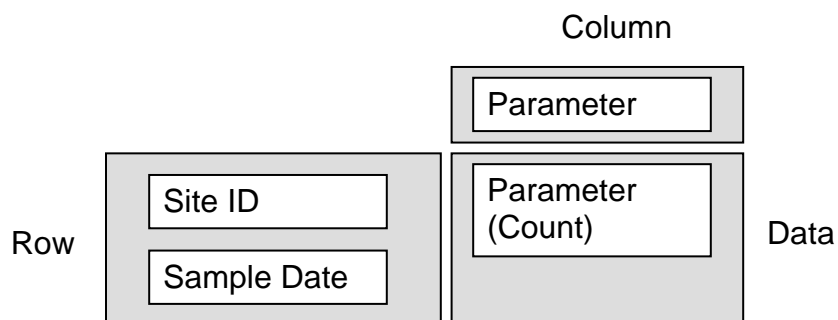 Column
Parameter
Site ID
Parameter
(Count)
Row
Data
Sample Date